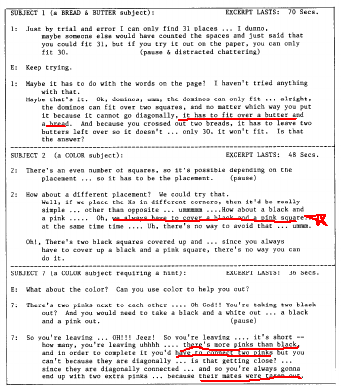 SUBJECT 1 (a BREAD & BUTTER subject): EXCERPT LASTS: 70 Secs.
1: Just by trial and error I can only find 31 places ... I dunno,
maybe someone else would have counted the spaces and just said that
you could fit 31, but if you try it out on the paper, you can only
fit 30. (pause & distracted chattering)
E: Keep trying.
1: Maybe it has to do with the words on the page? I haven't tried anything
with that.
Maybe that's it. Oh, dominos, umm, the dominos can only fit ... alright,
the dominos can fit over two squares, and no matter which way you put
it because it cannot go diagonally, it has to fit over a butter and
a bread. And because you crossed out two breads, it has to leave two
butters left over so it doesn't ... only 30, it won't fit. Is that the
answer?
SUBJECT 2 (a COLOR subject): EXCERPT LASTS: 48 Secs.
2: There's an even number of squares, so it's possible depending on the
placement ... so it has to be the placement. (pause)
2: How about a different placement? We could try that.
Well, if we place the Xs in different corners, then it'd be really
simple ... other than opposite ... ummmm ....How about a black and
a pink ..... Oh, we always have to cover a black and a pink square
at the same time time .... Uh, there's no way to avoid that ... umm.
Oh!, There's two black squares covered up and ... since you always
have to cover up a black and a pink square, there's no way you can
do it.
SUBJECT 7 (a COLOR subject requiring a hint): EXCERPT LASTS: 36 Secs.
E: What about the color? Can you use color to help you out?
7: There's two pinks next to each other .... Oh God!! You're taking two black
out? And you would need to take a black and a white out ... a black
and a pink out. (pause)
7: So you're leaving ... OH!!! Jeez! So you're leaving .... it's short --
how many, you're leaving uhhhh .... there's more pinks than black,
and in order to complete it you'd have to connect two pinks but you
can't because they are diagonally ... is that getting close? ...
since they are diagonally connected ... and so you're always gonna
end up with two extra pinks ... because their mates were taken out.